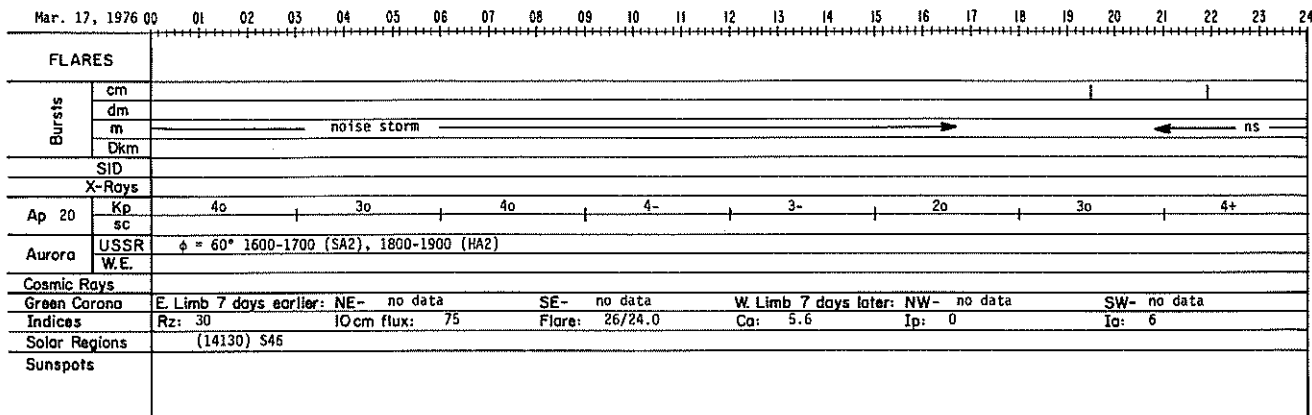 Mar. 17, 1976 00 01 02 03 04 05 06 07 08 09 10 11 12 13 14 15 16 17 18 19 20 21 22 23 24
FLARES
Bursts
cm
dm
m noise storm ns
Dkm
SID
X-Rays
Ap 20 Kp 4o 3o 4o 4- 3- 2o 3o 4+
sc
Aurora USSR φ = 60° 1600-1700 (SA2), 1800-1900 (HA2)
W.E.
Cosmic Rays
Green Corona E. Limb 7 days earlier: NE- no data SE- no data W. Limb 7 days later: NW- no data SW- no data
Indices Rz: 30 10cm flux: 75 Flare: 26/24.0 Ca: 5.6 Ip: 0 Ia: 6
Solar Regions (14130) S46
Sunspots